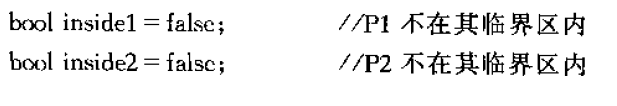 bool inside1 = false; //P1 不在其临界区内
bool inside2 = false; //P2 不在其临界区内